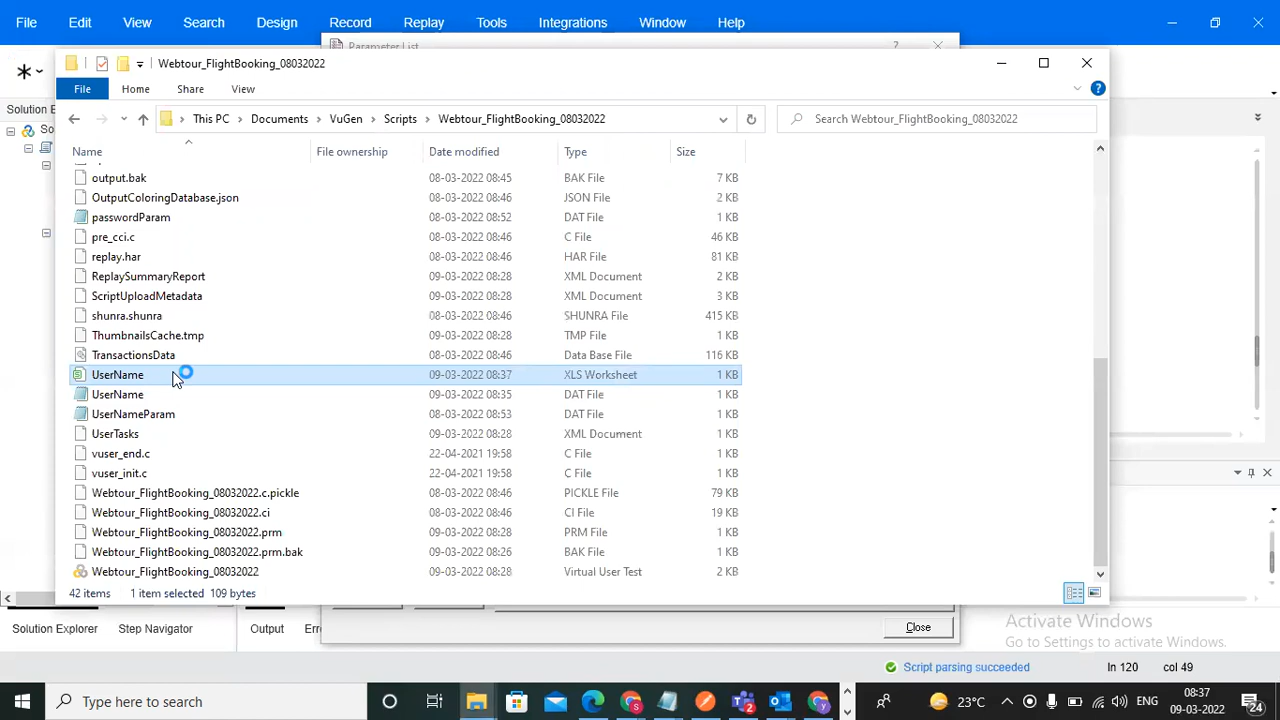 File Edit View Search Design Record Replay Tools Integrations Window Help
Parameter List ?
Webtour_FlightBooking_08032022
File Home Share View
This PC Documents VuGen Scripts Webtour_FlightBooking_08032022 Search Webtour_FlightBooking_08032022
Solution E
So
Name File ownership Date modified Type Size
output.bak 08-03-2022 08:45 BAK File 7 KB
OutputColoringDatabase.json 08-03-2022 08:46 JSON File 2 KB
passwordParam 08-03-2022 08:52 DAT File 1 KB
pre_cci.c 08-03-2022 08:46 C File 46 KB
replay.har 08-03-2022 08:46 HAR File 81 KB
ReplaySummaryReport 09-03-2022 08:28 XML Document 2 KB
ScriptUploadMetadata 09-03-2022 08:28 XML Document 3 KB
shunra.shunra 08-03-2022 08:46 SHUNRA File 415 KB
ThumbnailsCache.tmp 09-03-2022 08:28 TMP File 1 KB
TransactionsData 08-03-2022 08:46 Data Base File 116 KB
UserName 09-03-2022 08:37 XLS Worksheet 1 KB
UserName 09-03-2022 08:35 DAT File 1 KB
UserNameParam 08-03-2022 08:53 DAT File 1 KB
UserTasks 09-03-2022 08:28 XML Document 1 KB
vuser_end.c 22-04-2021 19:58 C File 1 KB
vuser_init.c 22-04-2021 19:58 C File 1 KB
Webtour_FlightBooking_08032022.c.pickle 08-03-2022 08:46 PICKLE File 79 KB
Webtour_FlightBooking_08032022.ci 08-03-2022 08:46 CI File 19 KB
Webtour_FlightBooking_08032022.prm 09-03-2022 08:28 PRM File 1 KB
Webtour_FlightBooking_08032022.prm.bak 09-03-2022 08:26 BAK File 1 KB
Webtour_FlightBooking_08032022 09-03-2022 08:28 Virtual User Test 2 KB
42 items 1 item selected 109 bytes
Solution Explorer Step Navigator Output Err Close
Activate Windows
Go to Settings to activate Windows.
Script parsing succeeded ln 120 col 49
Type here to search 23°C ENG 08:37
09-03-2022 24